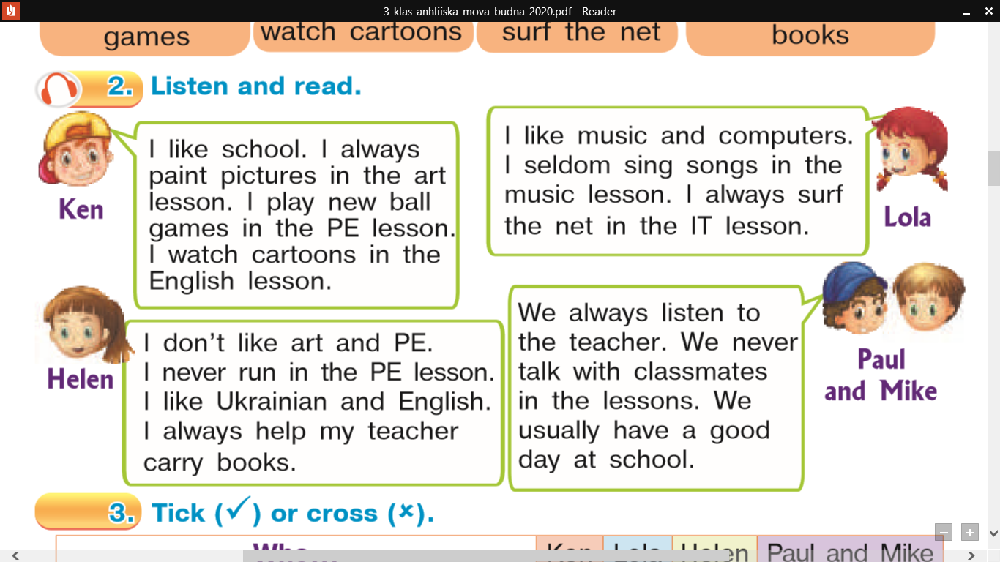 3-klas-anhliiska-mova-budna-2020.pdf - Reader
games
watch cartoons
surf the net
books
2. Listen and read.
Ken
I like school. I always
paint pictures in the art
lesson. I play new ball
games in the PE lesson.
I watch cartoons in the
English lesson.
I like music and computers.
I seldom sing songs in the
music lesson. I always surf
the net in the IT lesson.
Lola
Helen
I don't like art and PE.
I never run in the PE lesson.
I like Ukrainian and English.
I always help my teacher
carry books.
We always listen to
the teacher. We never
talk with classmates
in the lessons. We
usually have a good
day at school.
Paul
and Mike
3. Tick (✓) or cross (✗).
Who...
Ken
Lola
Helen
Paul and Mike